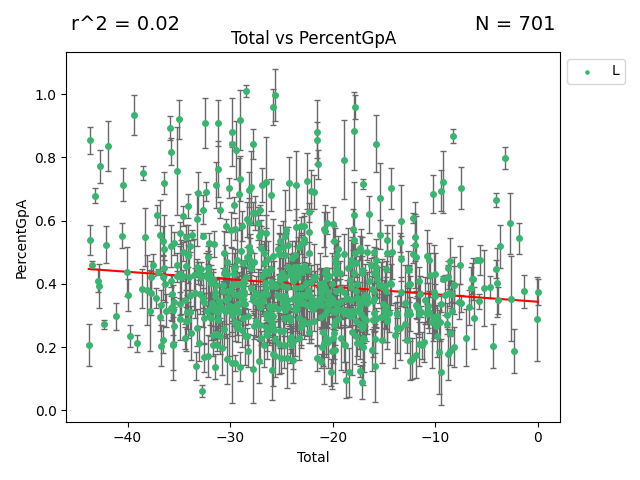 r^2 = 0.02
N = 701
Total vs PercentGpA
L
PercentGpA
1.0
0.8
0.6
0.4
0.2
0.0
−40
−30
−20
−10
0
Total